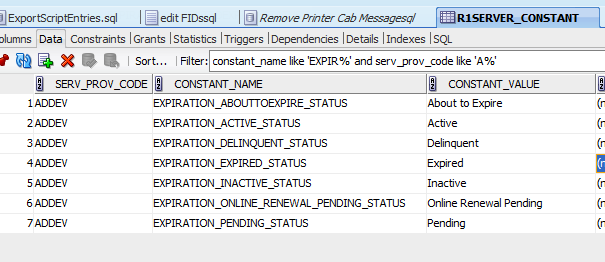 ExportScriptEntries.sql edit FIDssql Remove Printer Cab Messagesql R1SERVER_CONSTANT
olumns Data Constraints Grants Statistics Triggers Dependencies Details Indexes SQL
Sort... Filter: constant_name like 'EXPIR%' and serv_prov_code like 'A%'
SERV_PROV_CODE CONSTANT_NAME CONSTANT_VALUE
1 ADDEV EXPIRATION_ABOUTTOEXPIRE_STATUS About to Expire
2 ADDEV EXPIRATION_ACTIVE_STATUS Active (n
3 ADDEV EXPIRATION_DELINQUENT_STATUS Delinquent (n
4 ADDEV EXPIRATION_EXPIRED_STATUS Expired (n
5 ADDEV EXPIRATION_INACTIVE_STATUS Inactive (n
6 ADDEV EXPIRATION_ONLINE_RENEWAL_PENDING_STATUS Online Renewal Pending (n
7 ADDEV EXPIRATION_PENDING_STATUS Pending (n